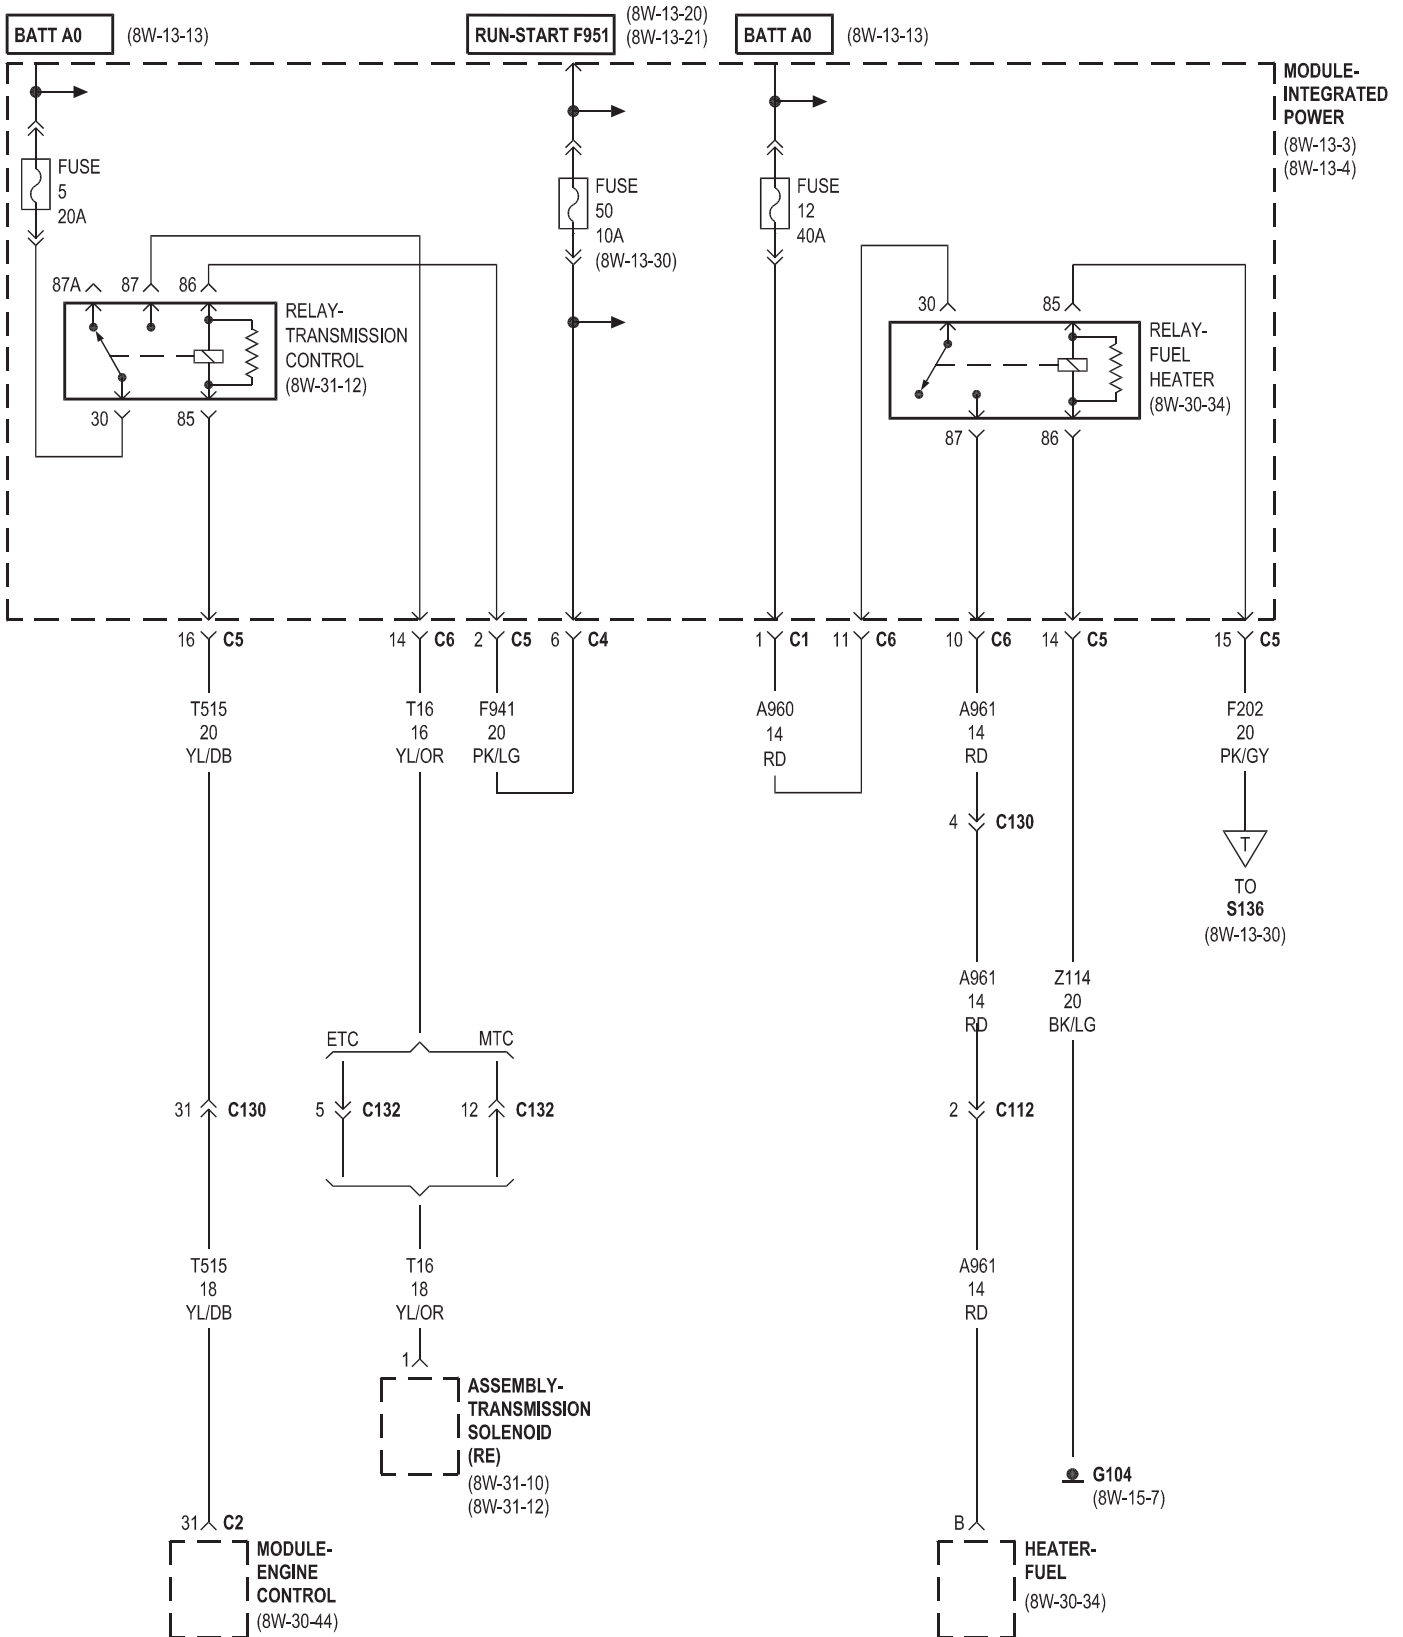 BATT A0
(8W-13-13)
RUN-START F951
(8W-13-20)
(8W-13-21)
BATT A0
(8W-13-13)
MODULE-
INTEGRATED
POWER
(8W-13-3)
(8W-13-4)
FUSE
5
20A
FUSE
50
10A
(8W-13-30)
FUSE
12
40A
87A
87
86
RELAY-
TRANSMISSION
CONTROL
(8W-31-12)
30
85
30
85
RELAY-
FUEL
HEATER
(8W-30-34)
87
86
16 C5
14 C6
2 C5
6 C4
1 C1
11 C6
10 C6
14 C5
15 C5
T515
20
YL/DB
T16
16
YL/OR
F941
20
PK/LG
A960
14
RD
A961
14
RD
F202
20
PK/GY
4 C130
T
TO
S136
(8W-13-30)
A961
14
RD
Z114
20
BK/LG
ETC
MTC
31 C130
5 C132
12 C132
2 C112
T515
18
YL/DB
T16
18
YL/OR
A961
14
RD
1
ASSEMBLY-
TRANSMISSION
SOLENOID
(RE)
(8W-31-10)
(8W-31-12)
G104
(8W-15-7)
31 C2
MODULE-
ENGINE
CONTROL
(8W-30-44)
B
HEATER-
FUEL
(8W-30-34)